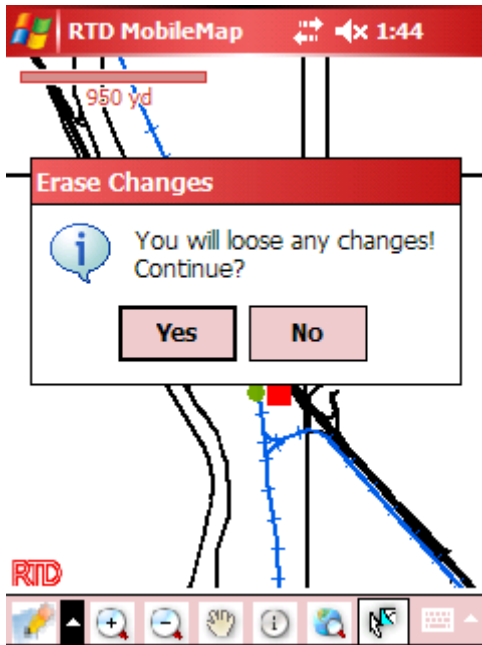 RTD MobileMap 1:44
950 yd
Erase Changes
You will loose any changes!
Continue?
Yes No
RTD